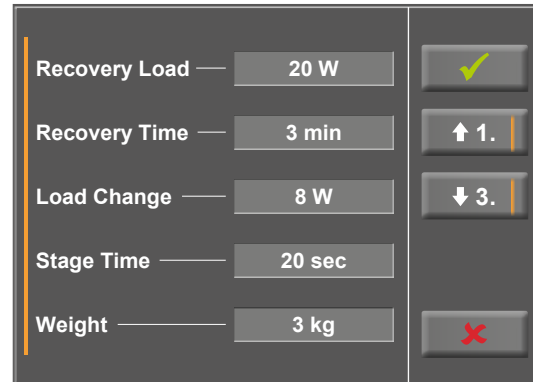 Recovery Load 20 W
Recovery Time 3 min 1.
Load Change 8 W 3.
Stage Time 20 sec
Weight 3 kg